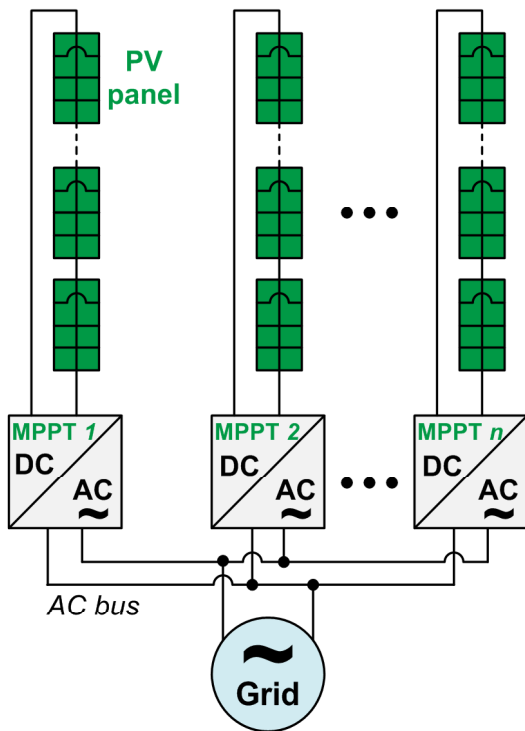 PV
panel
MPPT 1
DC
AC
~
MPPT 2
DC
AC
~
MPPT n
DC
AC
~
AC bus
~
Grid